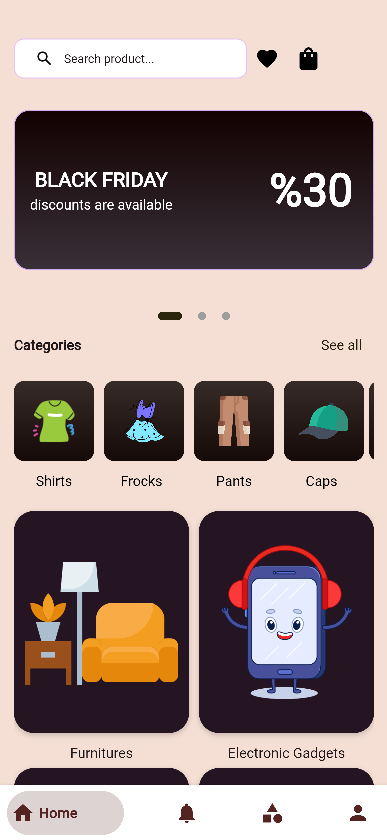 Search product...
BLACK FRIDAY
discounts are available
%30
Categories
See all
Shirts
Frocks
Pants
Caps
Furnitures
Electronic Gadgets
Home